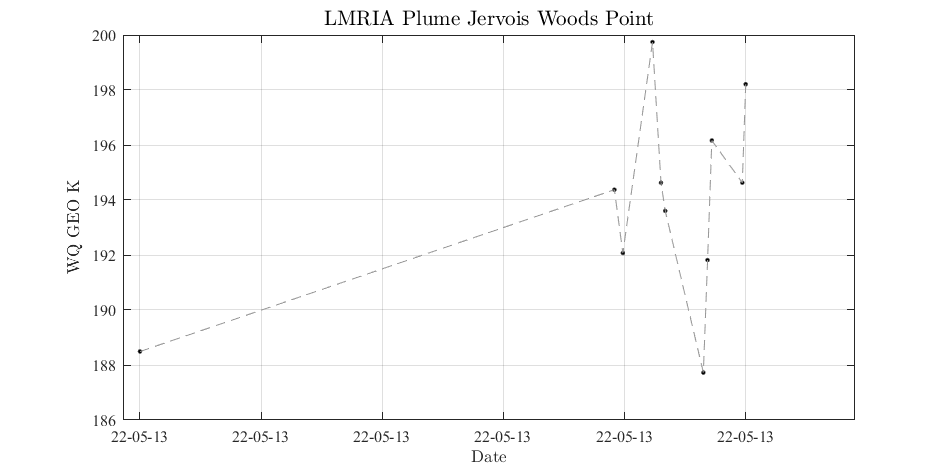 LMRIA Plume Jervois Woods Point
200
198
196
194
192
190
188
186
WQ GEO K
22-05-13 22-05-13 22-05-13 22-05-13 22-05-13 22-05-13
Date